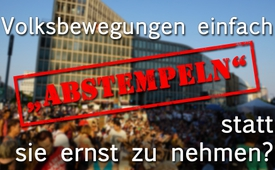 Volksbewegungen einfach
„ABSTEMPELN“
statt
sie ernst zu nehmen?